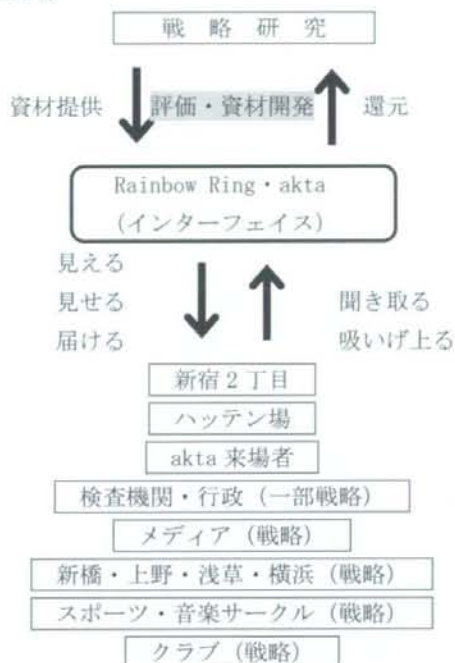 戦略研究
資材提供 評価・資材開発 還元
Rainbow Ring・akta
(インターフェイス)
見える
見せる 聞き取る
届ける 吸いげ上る
新宿2丁目
ハッテン場
akta 来場者
検査機関・行政（一部戦略）
メディア（戦略）
新橋・上野・浅草・横浜（戦略）
スポーツ・音楽サークル（戦略）
クラブ（戦略）